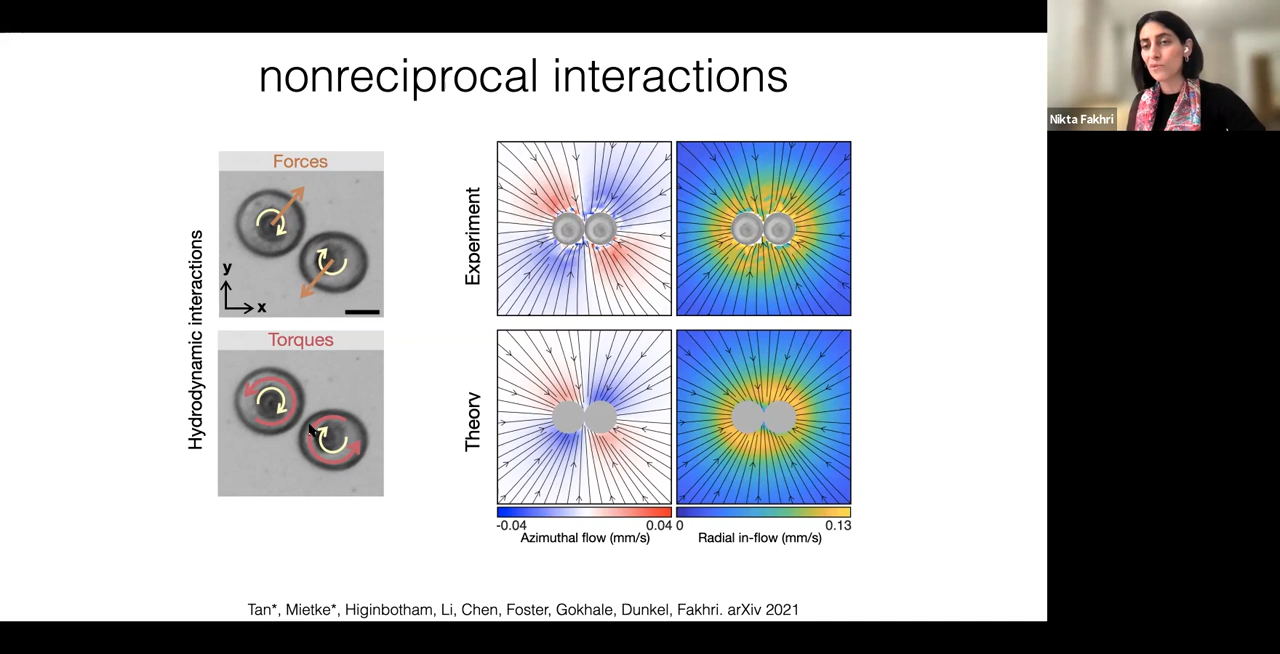 nonreciprocal interactions
Nikta Fakhri
Forces
y
x
Torques
Hydrodynamic interactions
Experiment
Theory
-0.04
0.04
0
0.13
Azimuthal flow (mm/s)
Radial in-flow (mm/s)
Tan*, Mietke*, Higinbotham, Li, Chen, Foster, Gokhale, Dunkel, Fakhri. arXiv 2021